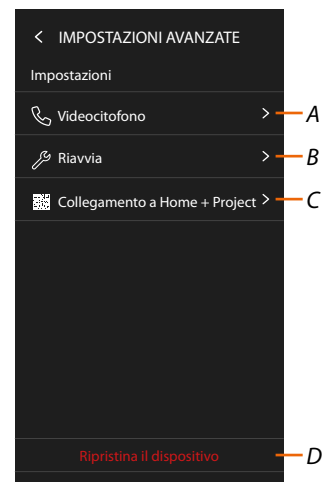 IMPOSTAZIONI AVANZATE
Impostazioni
Videocitofono A
Riavvia B
Collegamento a Home + Project C
Ripristina il dispositivo D